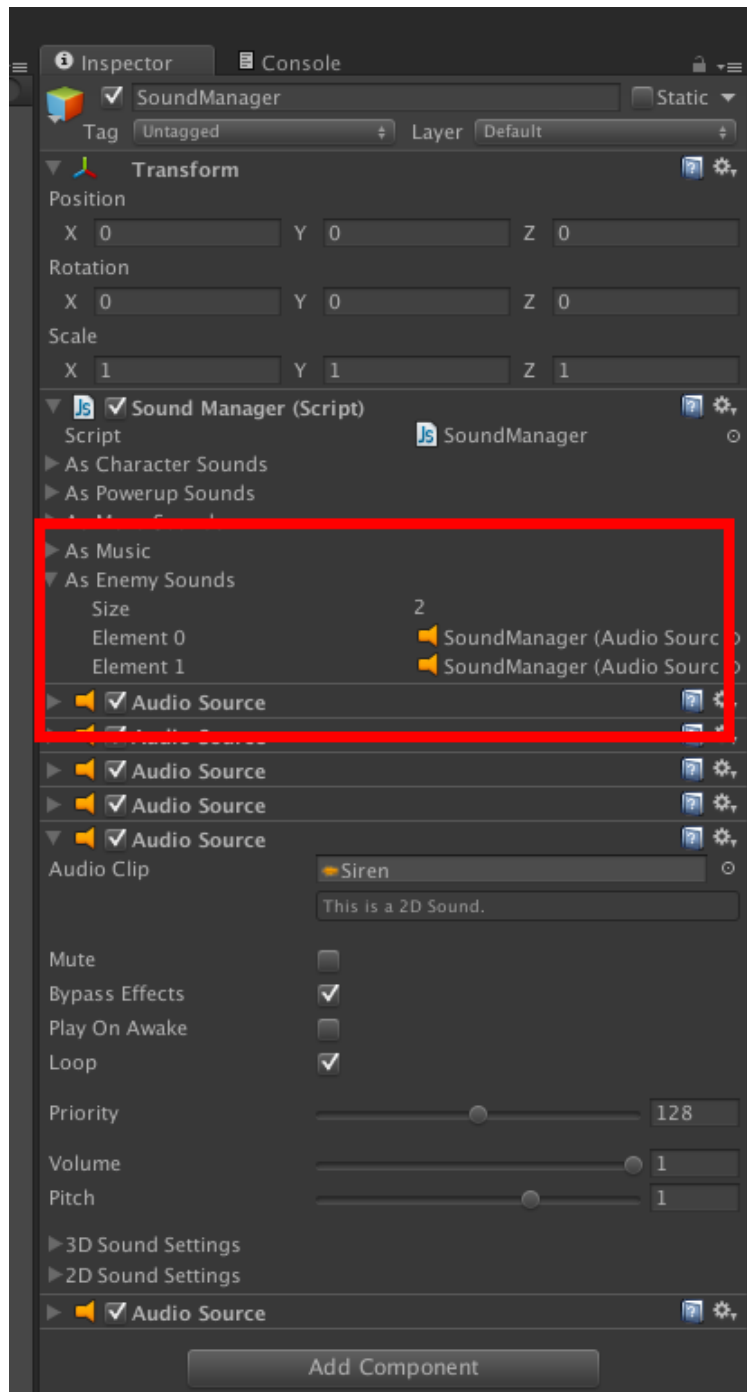 Inspector Console
SoundManager Static
Tag Untagged Layer Default
Transform
Position
X 0 Y 0 Z 0
Rotation
X 0 Y 0 Z 0
Scale
X 1 Y 1 Z 1
Sound Manager (Script)
Script SoundManager
As Character Sounds
As Powerup Sounds
As Music
As Enemy Sounds
Size 2
Element 0 SoundManager (Audio Sourc
Element 1 SoundManager (Audio Sourc
Audio Source
Audio Source
Audio Source
Audio Source
Audio Source
Audio Clip Siren
This is a 2D Sound.
Mute
Bypass Effects
Play On Awake
Loop
Priority 128
Volume 1
Pitch 1
3D Sound Settings
2D Sound Settings
Audio Source
Add Component